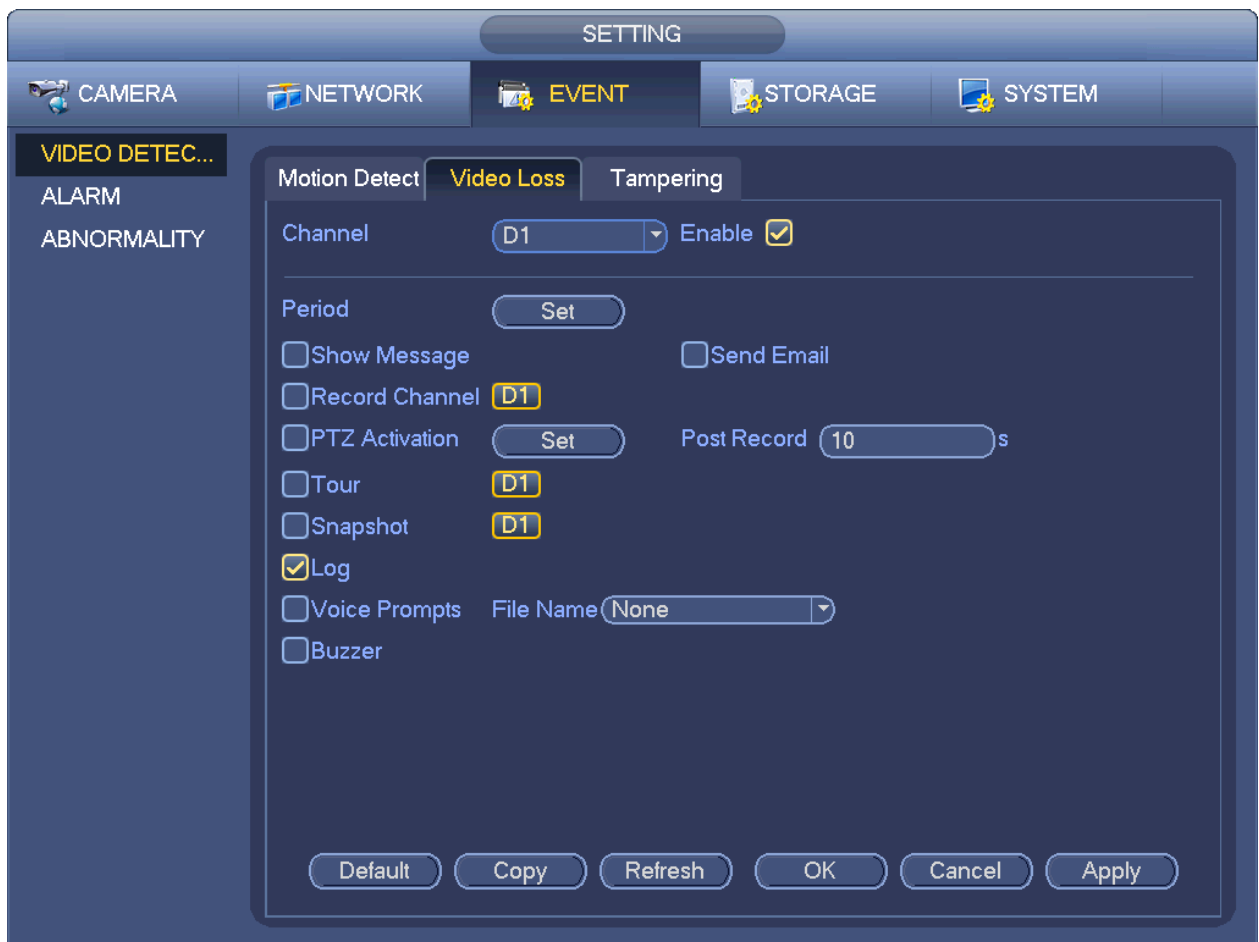 SETTING
CAMERA NETWORK EVENT STORAGE SYSTEM
VIDEO DETEC...
ALARM
ABNORMALITY
Motion Detect Video Loss Tampering
Channel D1 Enable
Period Set
Show Message Send Email
Record Channel D1
PTZ Activation Set Post Record 10 s
Tour D1
Snapshot D1
Log
Voice Prompts File Name None
Buzzer
Default Copy Refresh OK Cancel Apply